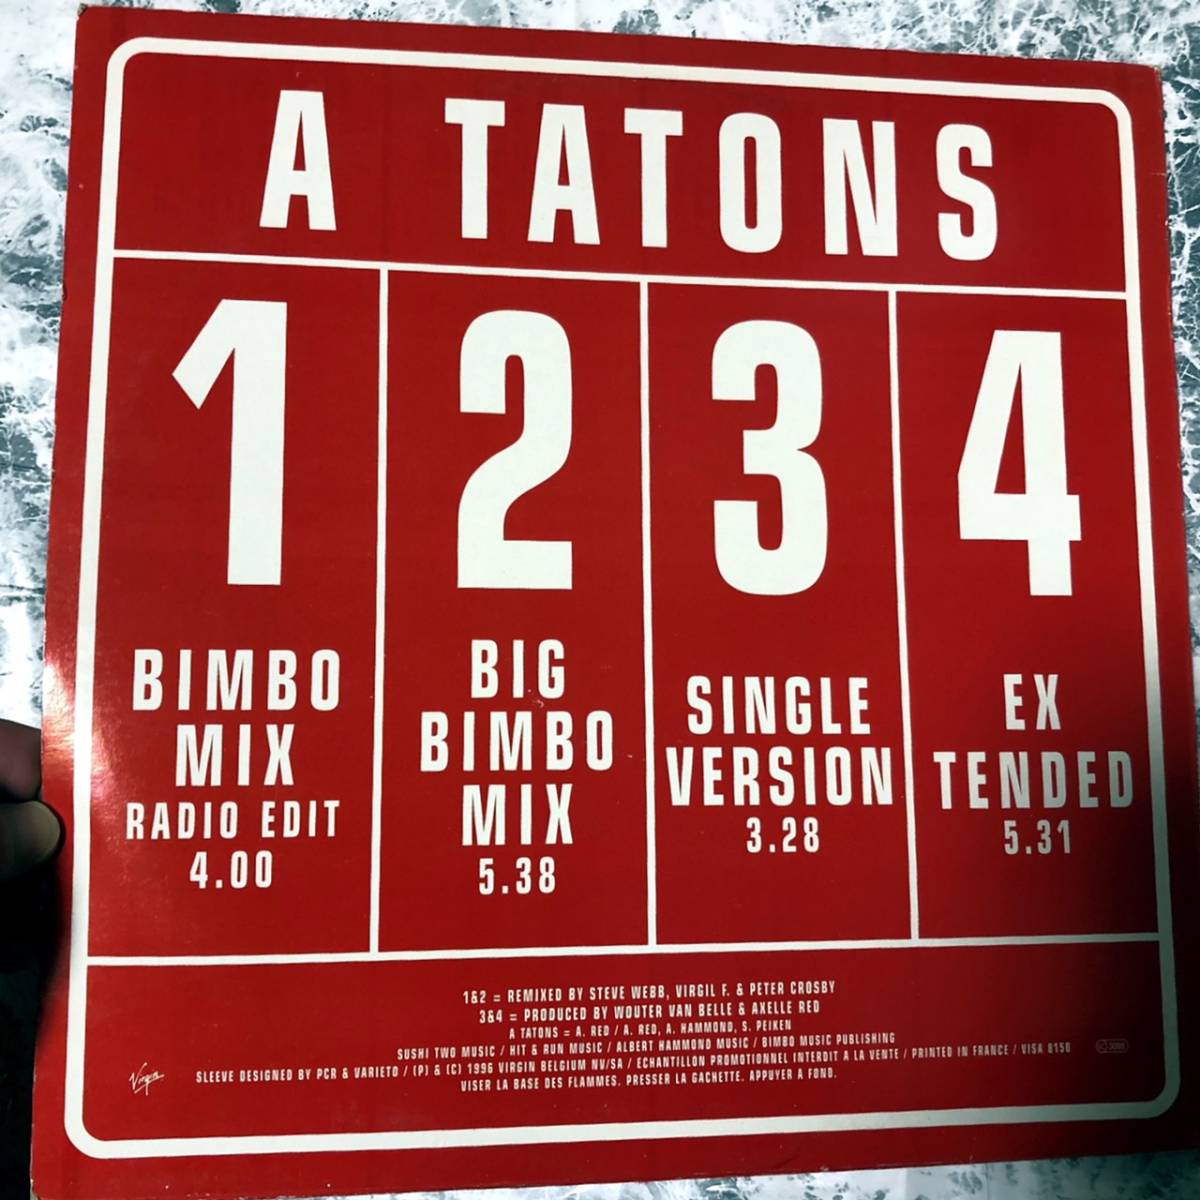 A TATONS
1
BIMBO
MIX
RADIO EDIT
4.00
2
BIG
BIMBO
MIX
5.38
3
SINGLE
VERSION
3.28
4
EX
TENDED
5.31
1&2 = REMIXED BY STEVE WEBB, VIRGIL F. & PETER CROSBY
3&4 = PRODUCED BY WOUTER VAN BELLE & AXELLE RED
A TATONS = A. RED / A. RED, A. HAMMOND, S. PEIKEN
SUSHI TWO MUSIC / HIT & RUN MUSIC / ALBERT HAMMOND MUSIC / BIMBO MUSIC PUBLISHING
SLEEVE DESIGNED BY PCR & VARIETO / (P) & (C) 1996 VIRGIN BELGIUM NV/SA / ECHANTILLON PROMOTIONNEL INTERDIT A LA VENTE / PRINTED IN FRANCE / VISA 8150
VISER LA BASE DES FLAMMES. PRESSER LA GACHETTE. APPUYER A FOND.
Virgin